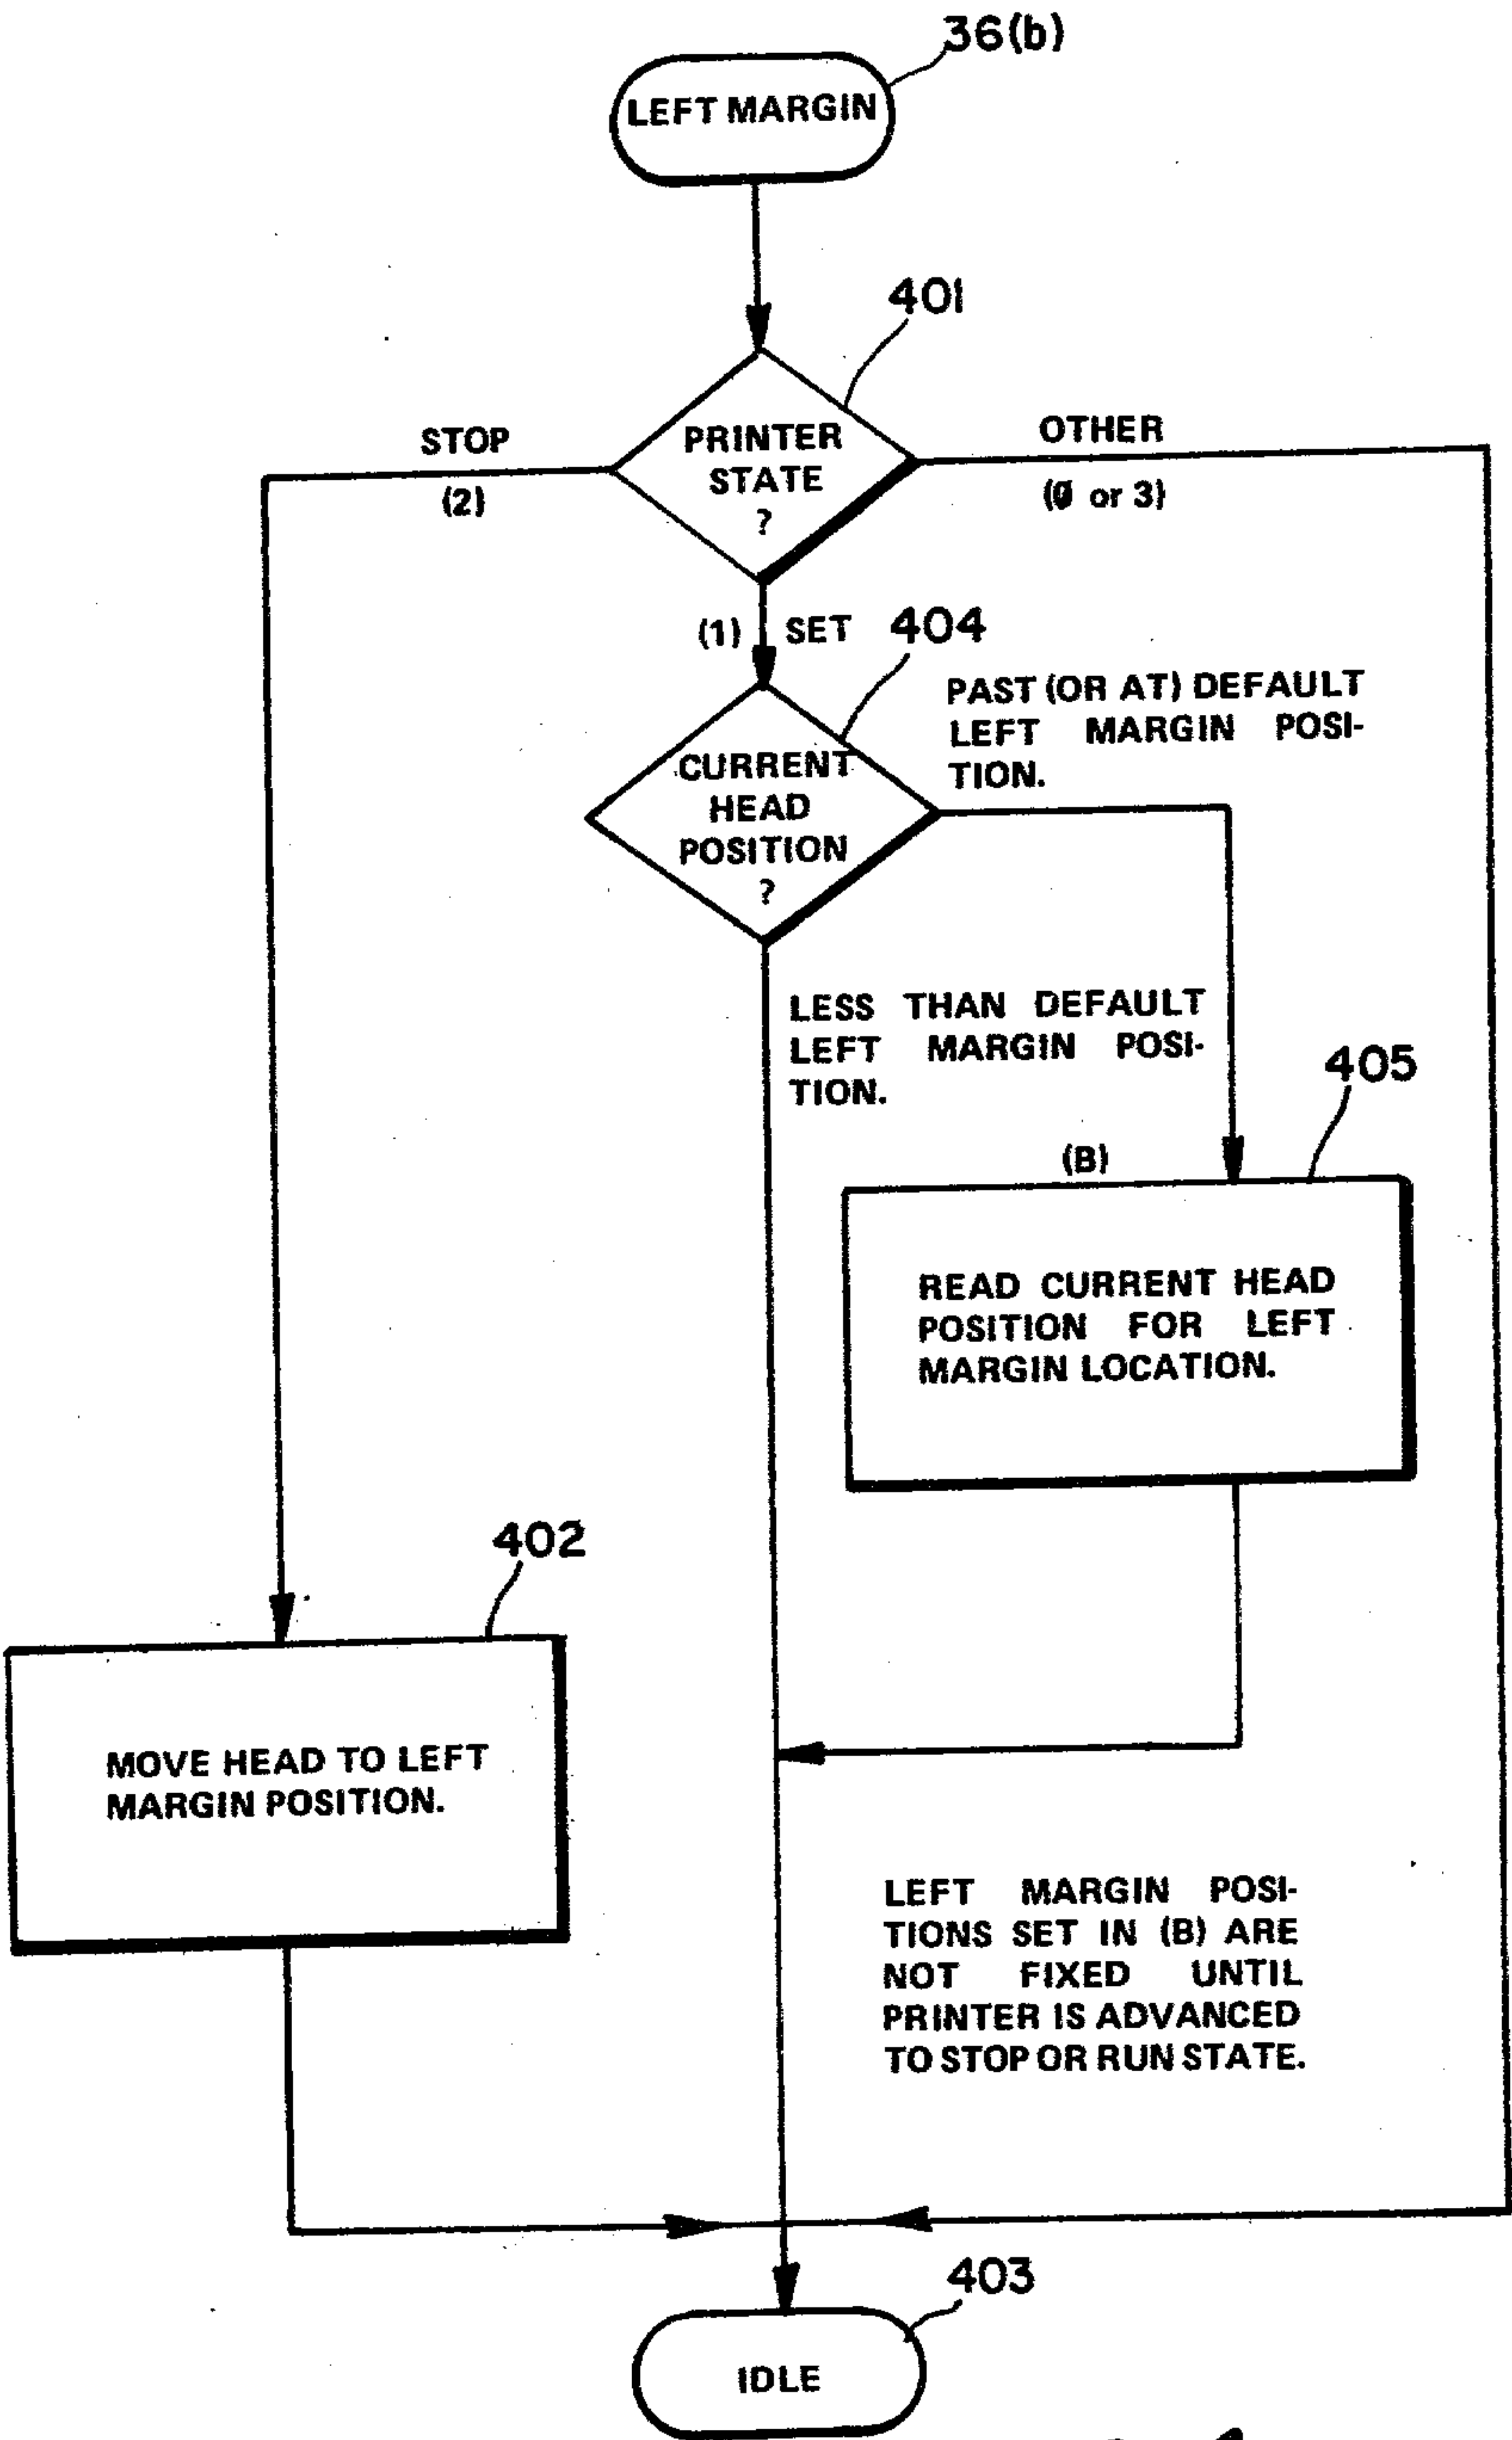 36(b)
LEFT MARGIN
401
STOP
(2)
PRINTER
STATE
?
OTHER
(0 or 3)
(1) SET
404
PAST (OR AT) DEFAULT
LEFT MARGIN POSI-
TION.
CURRENT
HEAD
POSITION
?
LESS THAN DEFAULT
LEFT MARGIN POSI-
TION.
405
(B)
READ CURRENT HEAD
POSITION FOR LEFT
MARGIN LOCATION.
402
MOVE HEAD TO LEFT
MARGIN POSITION.
LEFT MARGIN POSI-
TIONS SET IN (B) ARE
NOT FIXED UNTIL
PRINTER IS ADVANCED
TO STOP OR RUN STATE.
403
IDLE